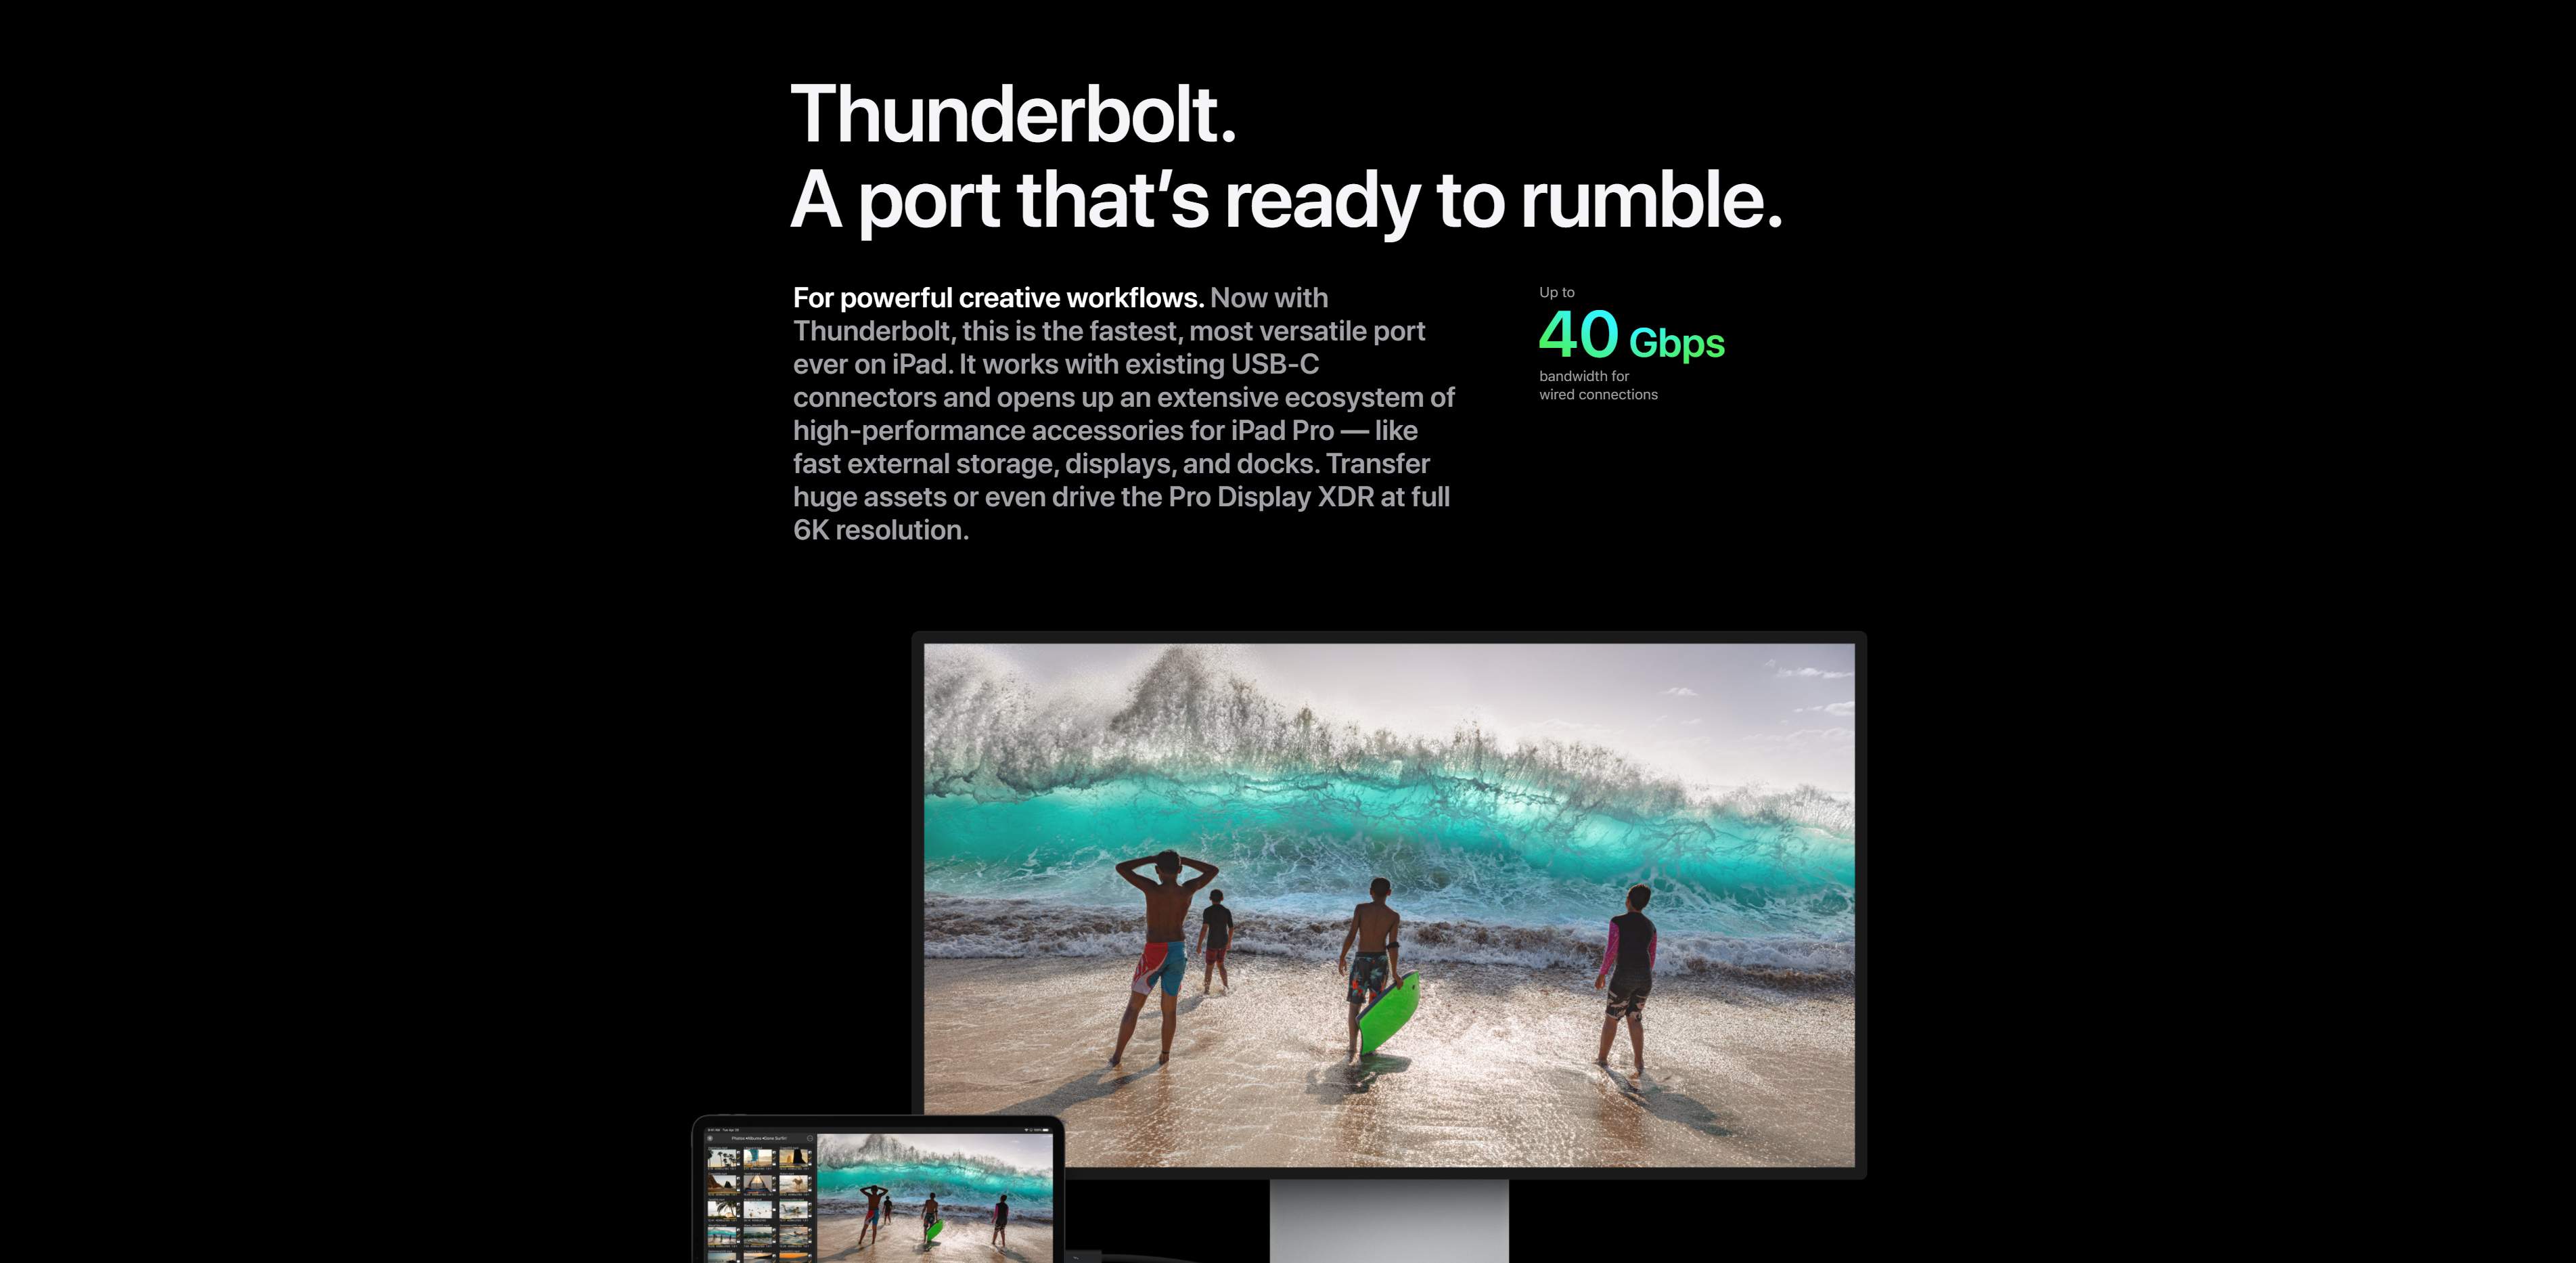 Thunderbolt.
A port that’s ready to rumble.
For powerful creative workflows. Now with
Thunderbolt, this is the fastest, most versatile port
ever on iPad. It works with existing USB-C
connectors and opens up an extensive ecosystem of
high-performance accessories for iPad Pro — like
fast external storage, displays, and docks. Transfer
huge assets or even drive the Pro Display XDR at full
6K resolution.
Up to
40 Gbps
bandwidth for
wired connections